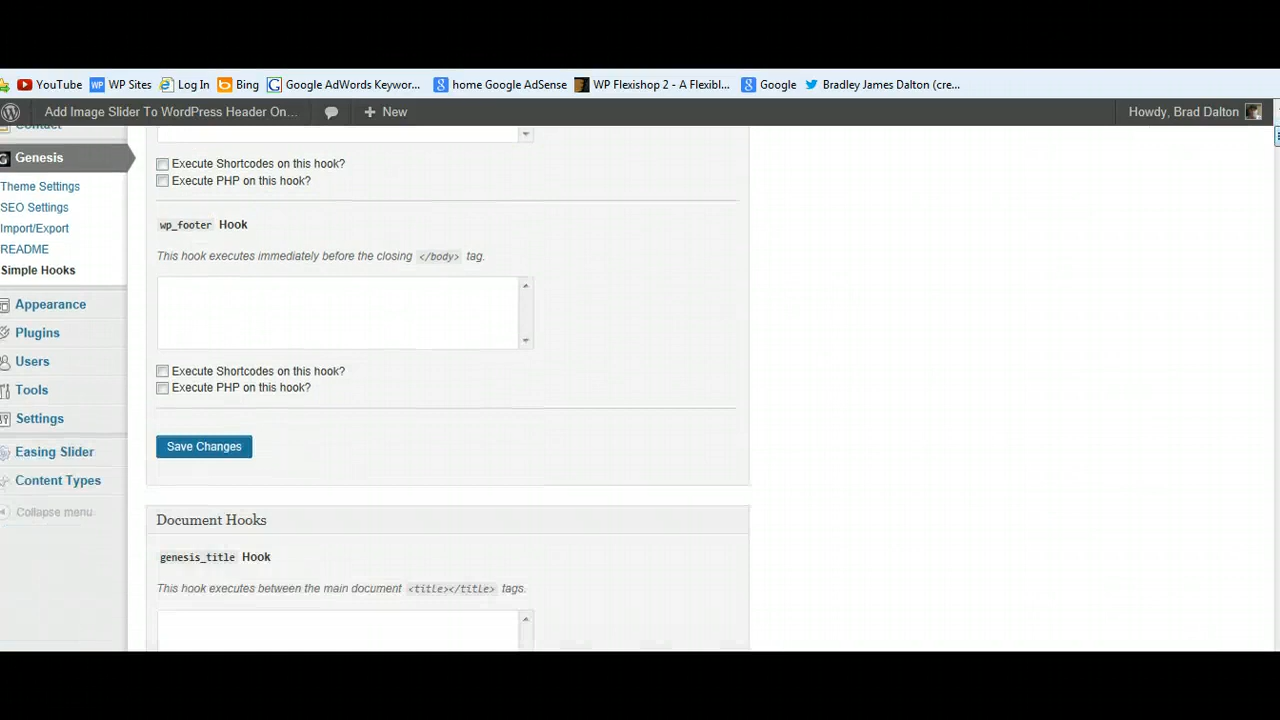 YouTube WP Sites Log In Bing Google AdWords Keywor... home Google AdSense WP Flexishop 2 - A Flexibl... Google Bradley James Dalton (cre...
Add Image Slider To WordPress Header On... + New Howdy, Brad Dalton
Contact
Genesis
Theme Settings
SEO Settings
Import/Export
README
Simple Hooks
Appearance
Plugins
Users
Tools
Settings
Easing Slider
Content Types
Collapse menu
Execute Shortcodes on this hook?
Execute PHP on this hook?
wp_footer Hook
This hook executes immediately before the closing </body> tag.
Execute Shortcodes on this hook?
Execute PHP on this hook?
Save Changes
Document Hooks
genesis_title Hook
This hook executes between the main document <title></title> tags.